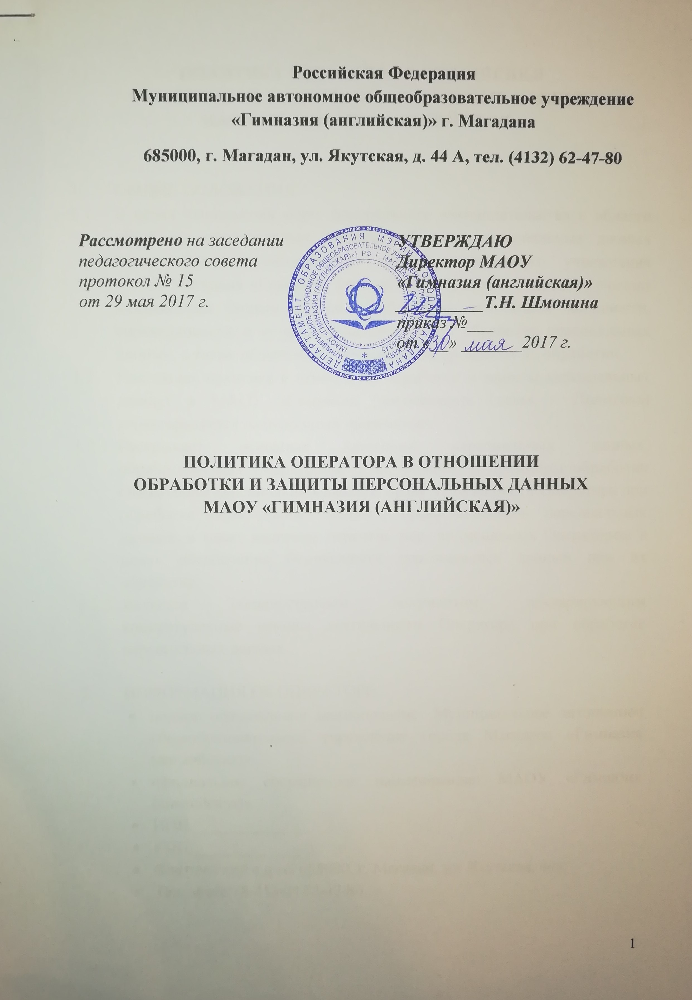 Российская Федерация
Муниципальное автономное общеобразовательное учреждение
«Гимназия (английская)» г. Магадана
685000, г. Магадан, ул. Якутская, д. 44 А, тел. (4132) 62-47-80
Рассмотрено на заседании
педагогического совета
протокол № 15
от 29 мая 2017 г.
УТВЕРЖДАЮ
Директор МАОУ
«Гимназия (английская)»
__________Т.Н. Шмонина
приказ №___
от «30» мая 2017 г.
ДЕПАРТАМЕНТ ОБРАЗОВАНИЯ МЭРИИ ГОРОДА МАГАДАНА
МУНИЦИПАЛЬНОЕ АВТОНОМНОЕ ОБЩЕОБРАЗОВАТЕЛЬНОЕ УЧРЕЖДЕНИЕ «ГИМНАЗИЯ (АНГЛИЙСКАЯ)»
(МАОУ «ГИМНАЗИЯ (АНГЛИЙСКАЯ)») РФ Г. МАГАДАН
ПОЛИТИКА ОПЕРАТОРА В ОТНОШЕНИИ
ОБРАБОТКИ И ЗАЩИТЫ ПЕРСОНАЛЬНЫХ ДАННЫХ
МАОУ «ГИМНАЗИЯ (АНГЛИЙСКАЯ)»
1